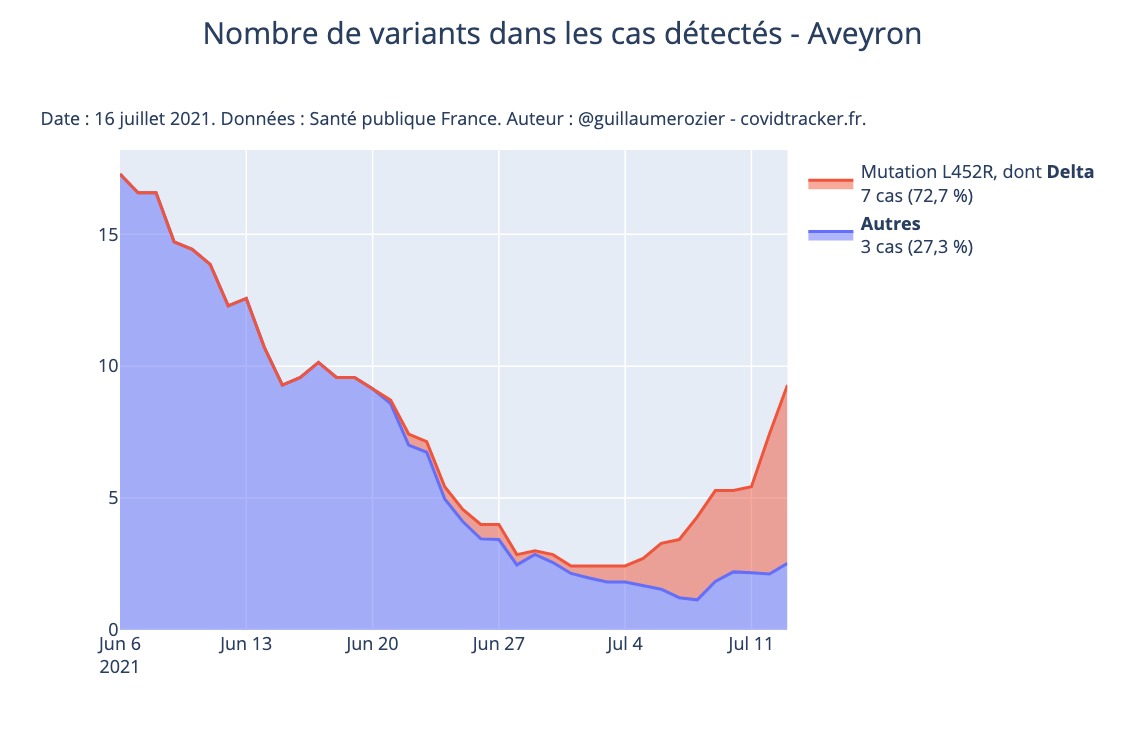 Nombre de variants dans les cas détectés - Aveyron
Date : 16 juillet 2021. Données : Santé publique France. Auteur : @guillaumerozier - covidtracker.fr.
Mutation L452R, dont Delta
7 cas (72,7 %)
Autres
3 cas (27,3 %)
15
10
5
0
Jun 6
2021
Jun 13
Jun 20
Jun 27
Jul 4
Jul 11